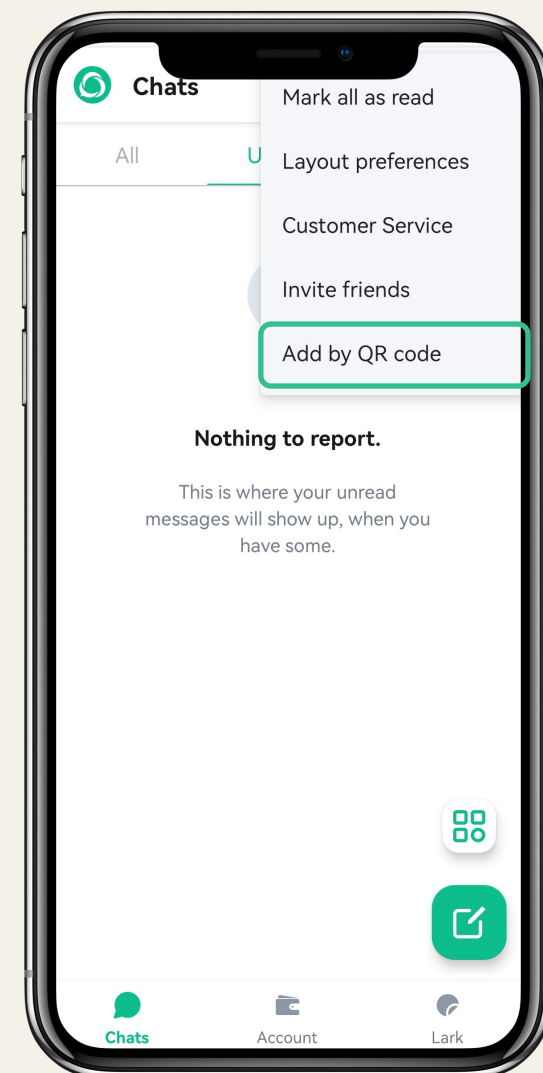 Chats
Mark all as read
All
U
Layout preferences
Customer Service
Invite friends
Add by QR code
Nothing to report.
This is where your unread
messages will show up, when you
have some.
Chats
Account
Lark